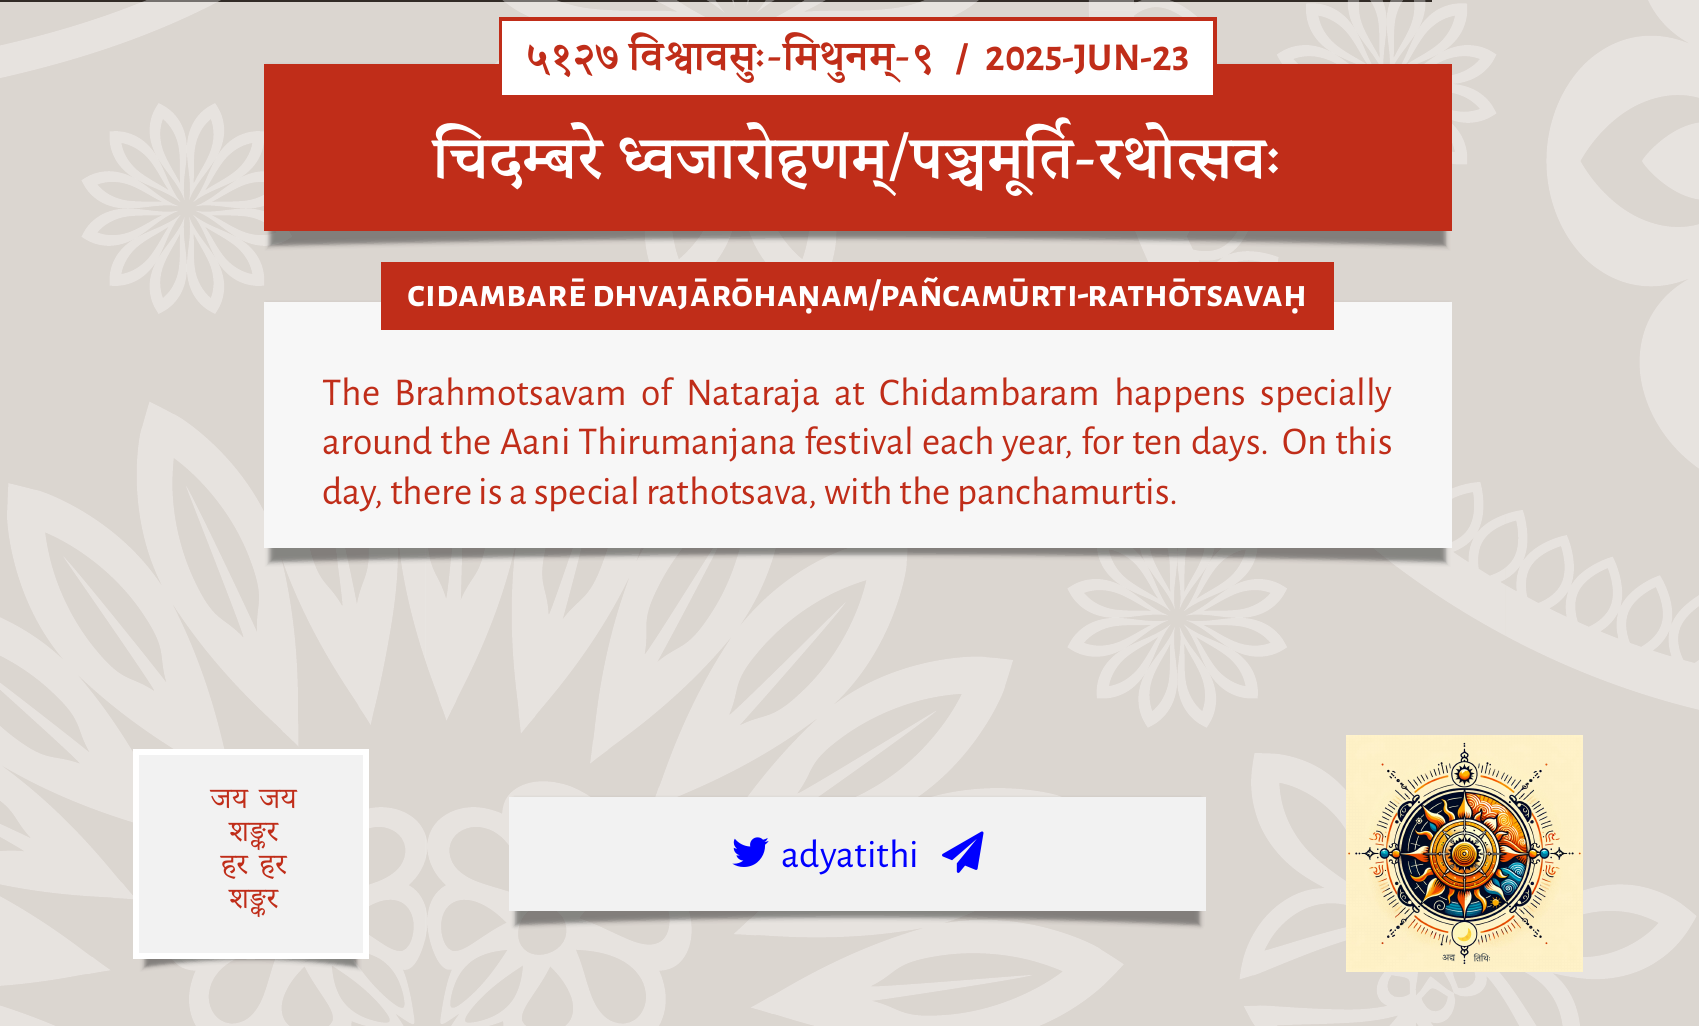 ५१२७ विश्वावसुः-मिथुनम्-९ / 2025-JUN-23
चिदम्बरे ध्वजारोहणम्/पञ्चमूर्ति-रथोत्सवः
CIDAMBARĒ DHVAJĀRŌHAṆAM/PAÑCAMŪRTI-RATHŌTSAVAḤ
The Brahmotsavam of Nataraja at Chidambaram happens specially
around the Aani Thirumanjana festival each year, for ten days. On this
day, there is a special rathotsava, with the panchamurtis.
जय जय
शङ्कर
हर हर
शङ्कर
adyatithi
अद्य तिथिः